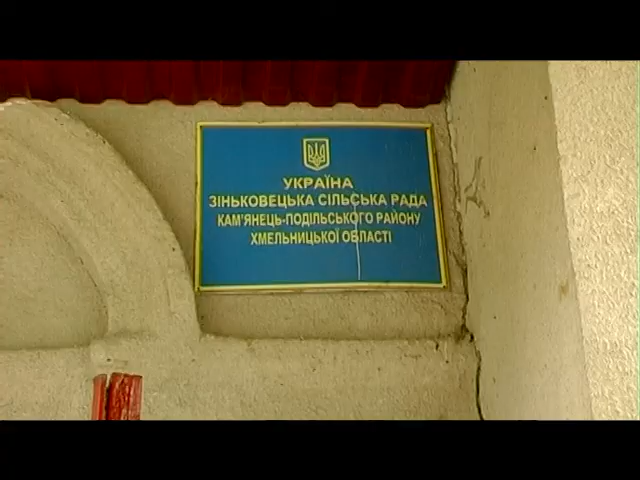 УКРАЇНА
ЗІНЬКОВЕЦЬКА СІЛЬСЬКА РАДА
КАМ'ЯНЕЦЬ-ПОДІЛЬСЬКОГО РАЙОНУ
ХМЕЛЬНИЦЬКОЇ ОБЛАСТІ